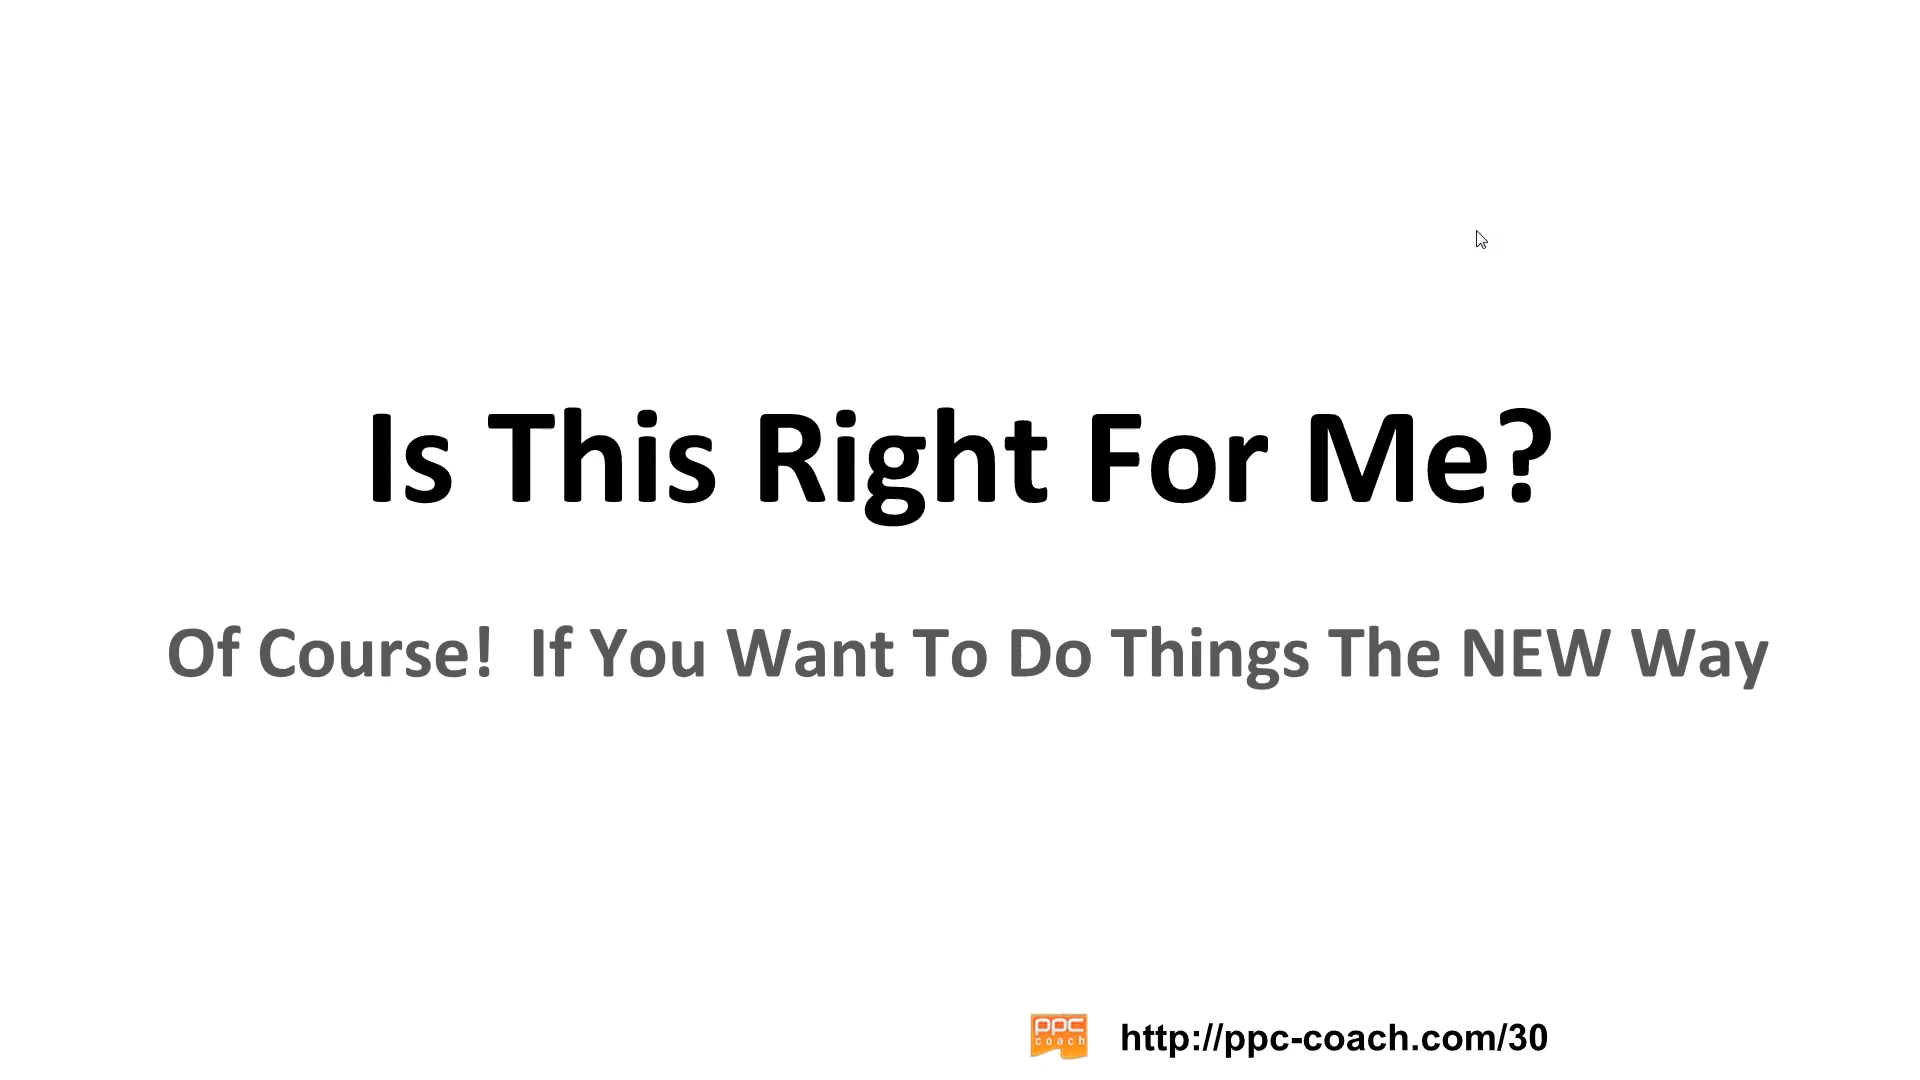 Is This Right For Me?
Of Course!  If You Want To Do Things The NEW Way
ppc
coach
http://ppc-coach.com/30